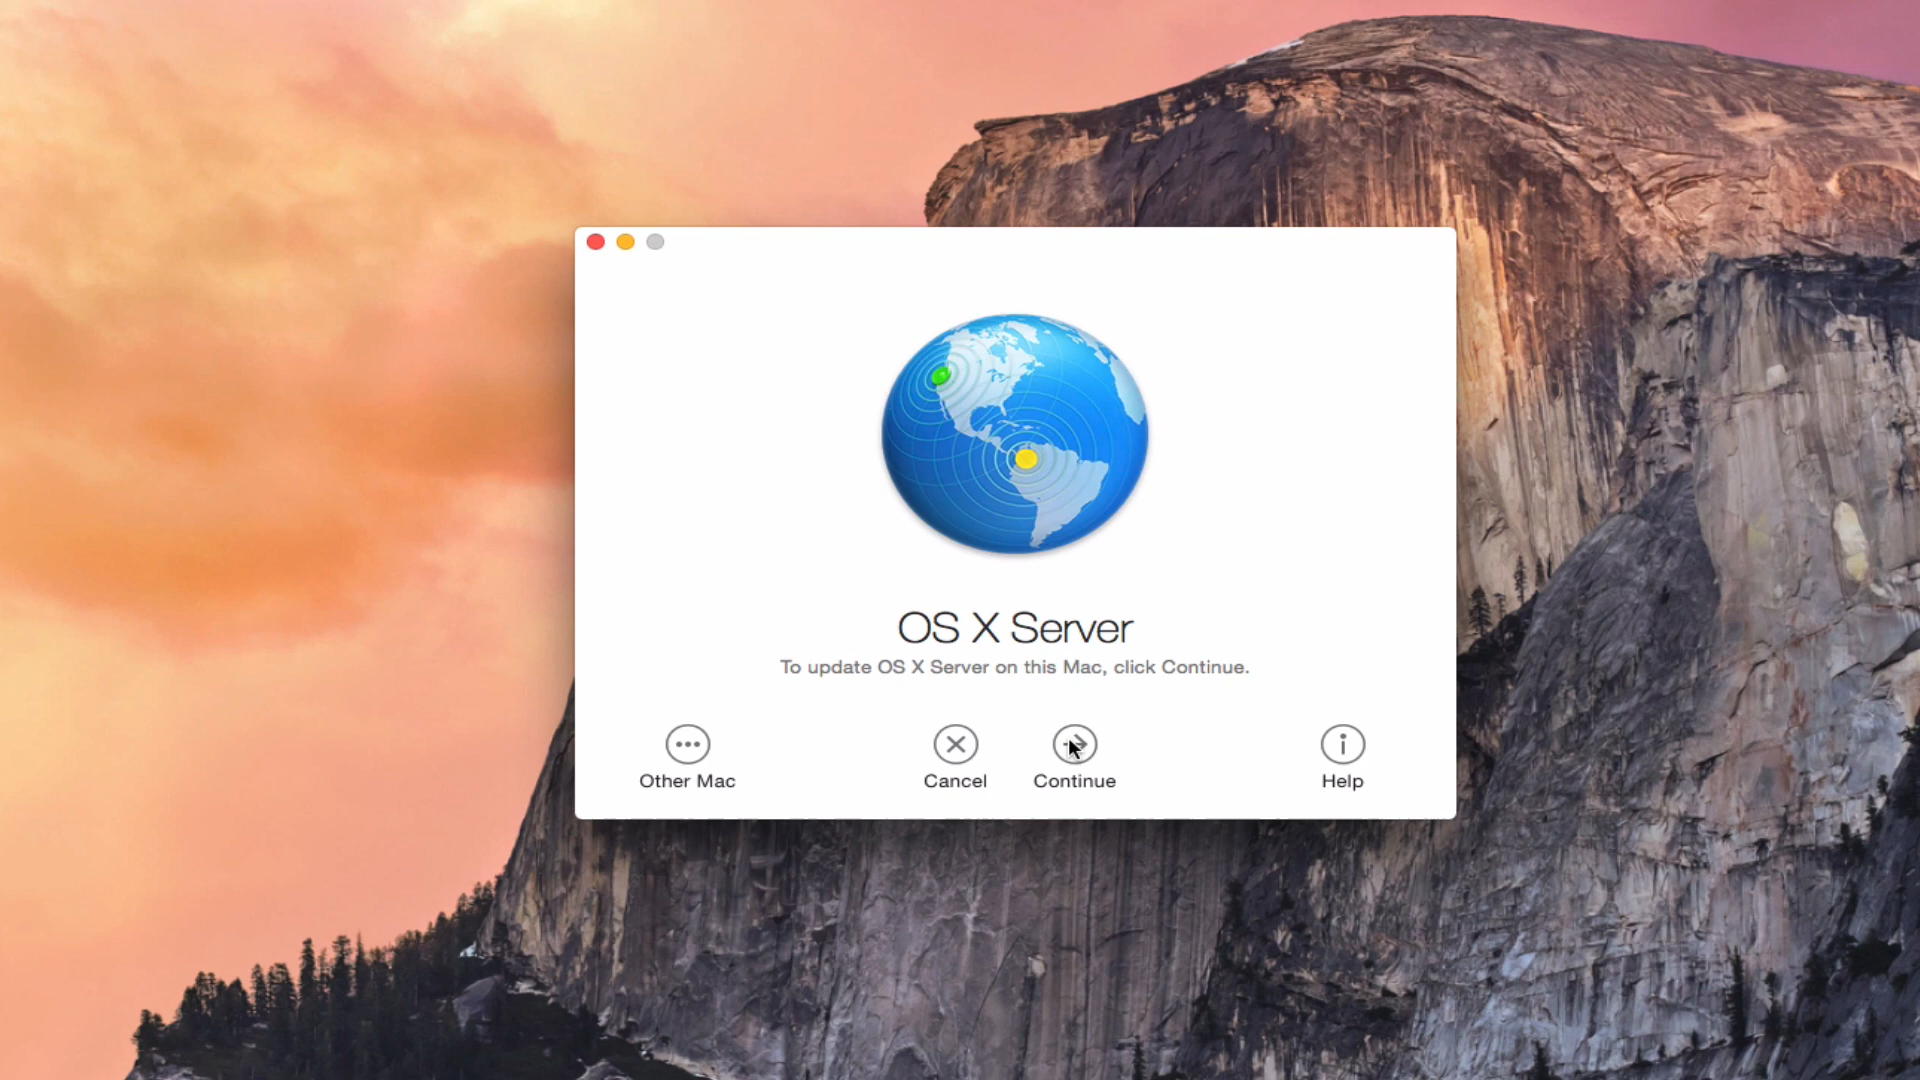 OS X Server
To update OS X Server on this Mac, click Continue.
Other Mac
Cancel
Continue
Help